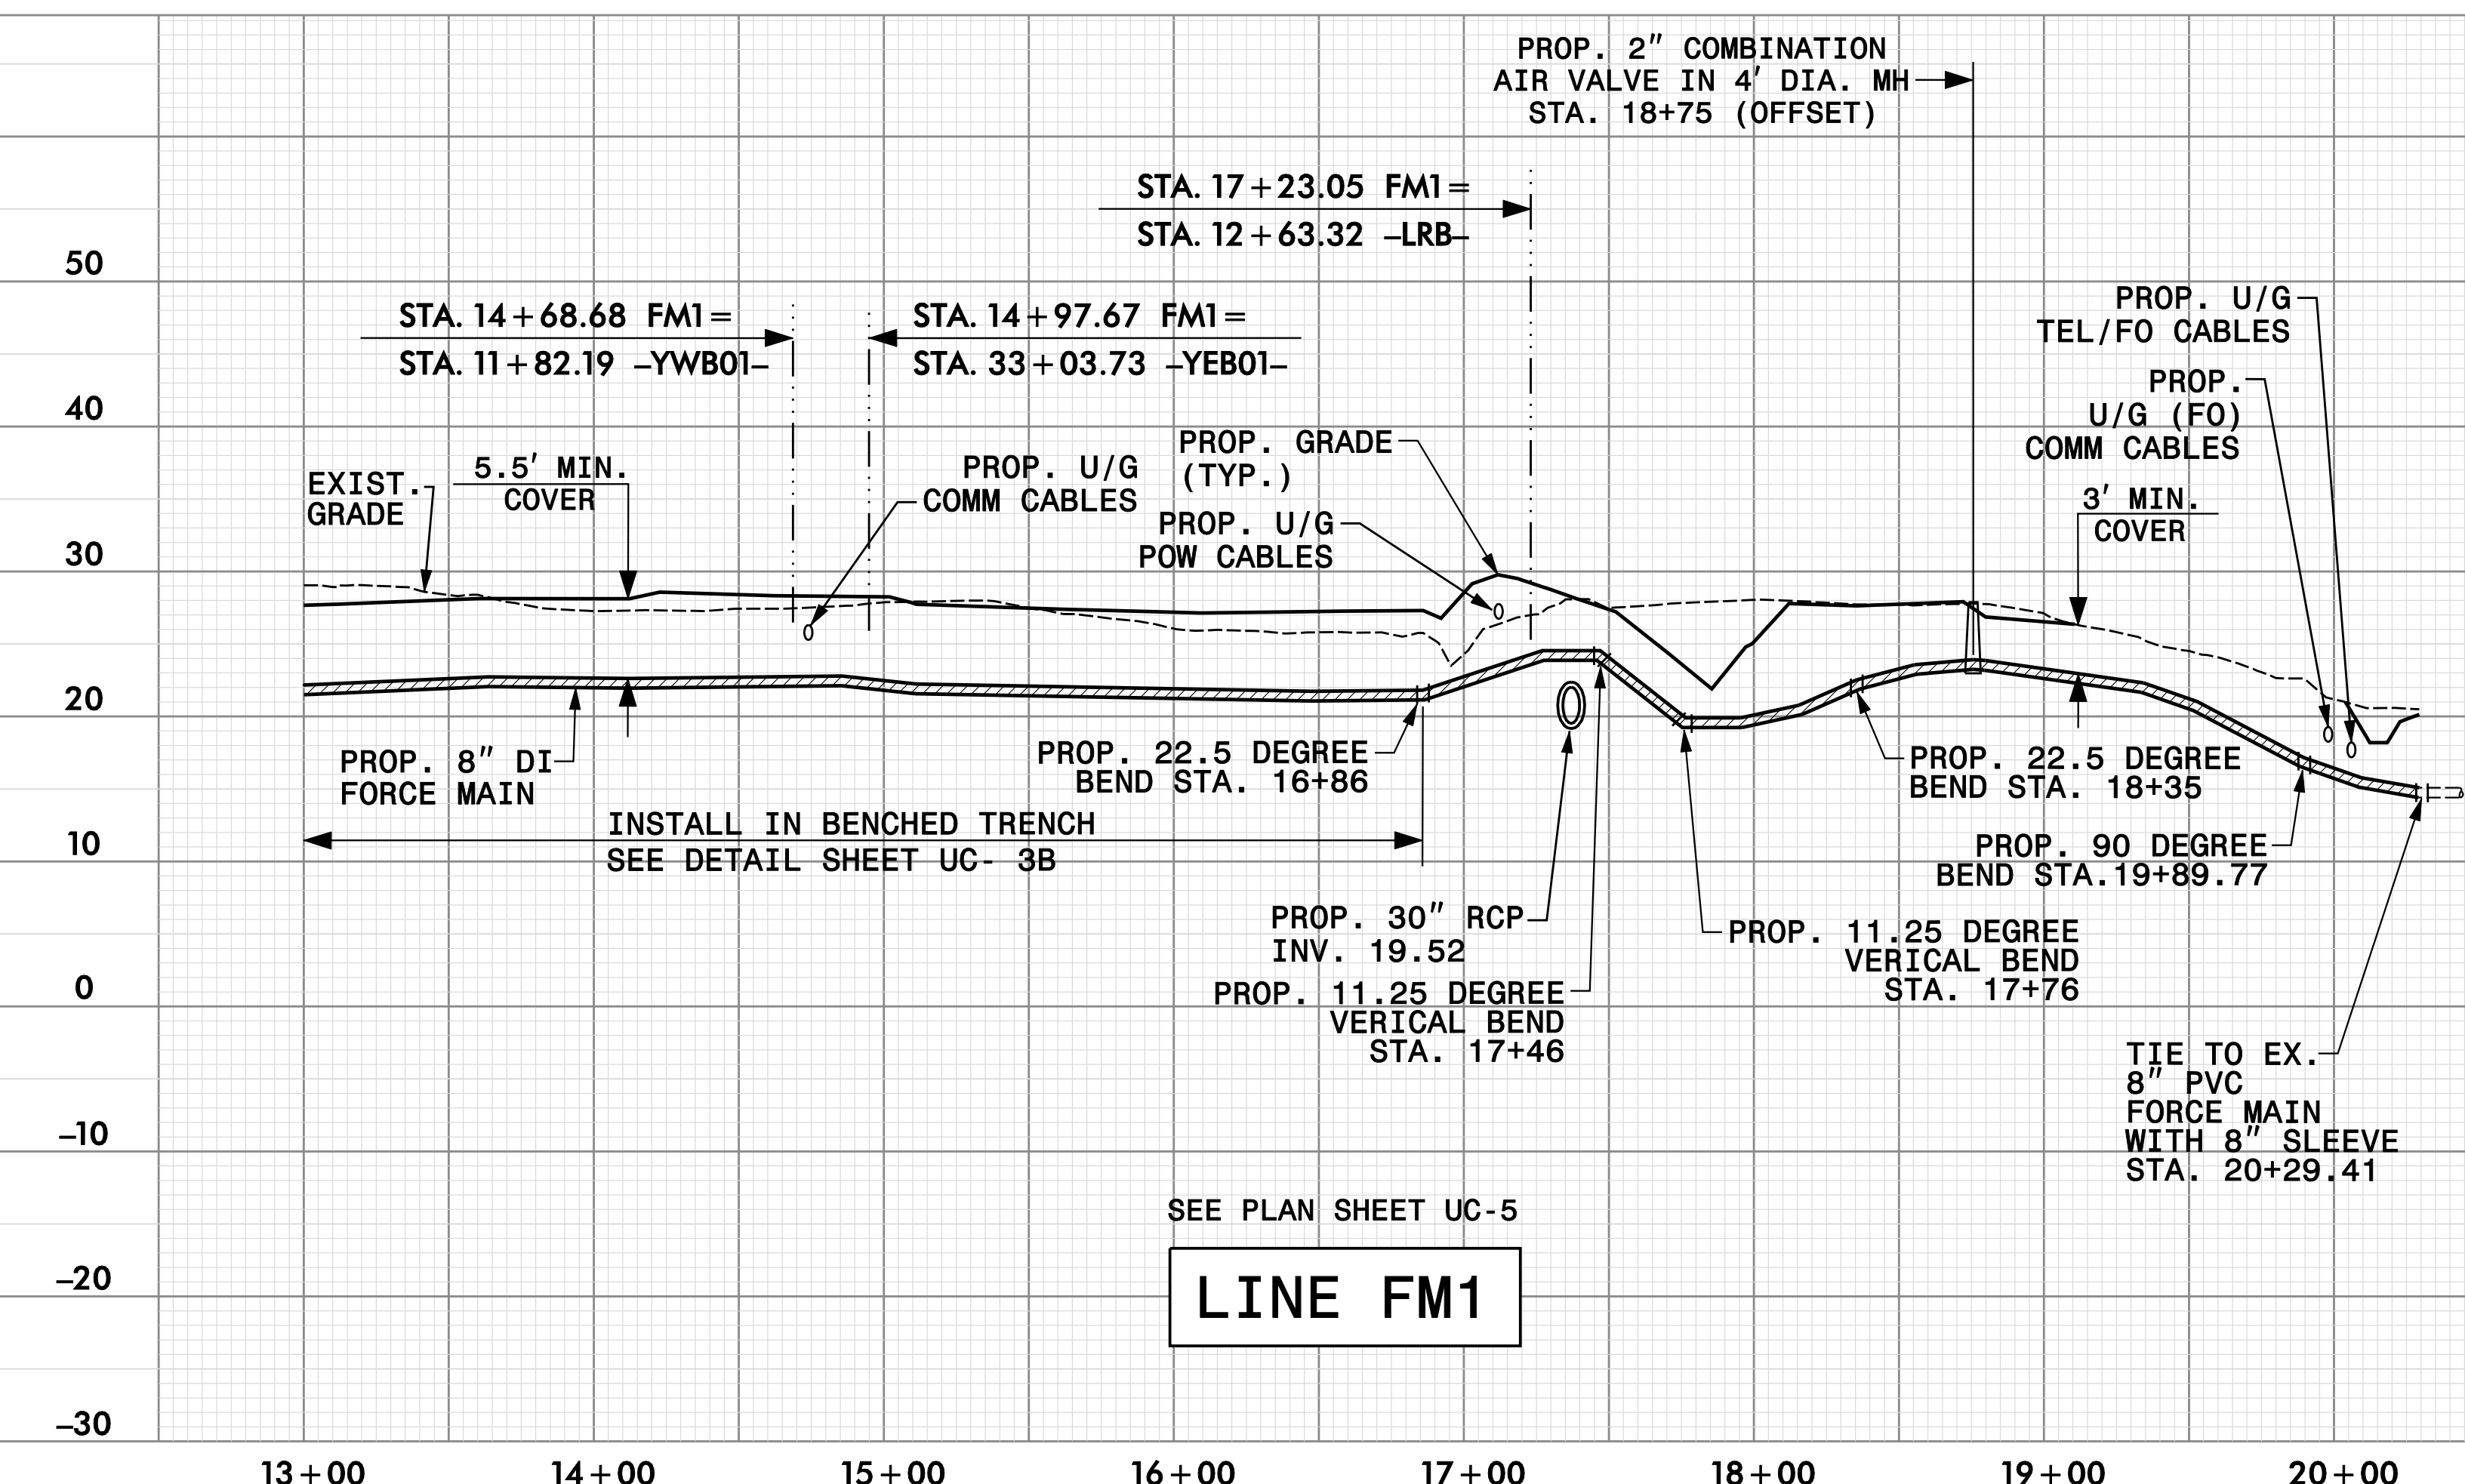 PROP. 2" COMBINATION
AIR VALVE IN 4' DIA. MH
STA. 18+75 (OFFSET)
STA. 17+23.05 FM1=
STA. 12+63.32 -LRB-
50
STA. 14+68.68 FM1=
STA. 11+82.19 -YWB01-
STA. 14+97.67 FM1=
STA. 33+03.73 -YEB01-
PROP. U/G
TEL/FO CABLES
PROP.
U/G (FO)
COMM CABLES
40
EXIST.
GRADE
5.5' MIN.
COVER
PROP. U/G
COMM CABLES
PROP. GRADE
(TYP.)
PROP. U/G
POW CABLES
3' MIN.
COVER
30
20
PROP. 8" DI
FORCE MAIN
PROP. 22.5 DEGREE
BEND STA. 16+86
PROP. 22.5 DEGREE
BEND STA. 18+35
INSTALL IN BENCHED TRENCH
SEE DETAIL SHEET UC- 3B
10
PROP. 90 DEGREE
BEND STA.19+89.77
PROP. 30" RCP
INV. 19.52
PROP. 11.25 DEGREE
VERICAL BEND
STA. 17+76
0
PROP. 11.25 DEGREE
VERICAL BEND
STA. 17+46
TIE TO EX.
8" PVC
FORCE MAIN
WITH 8" SLEEVE
STA. 20+29.41
-10
SEE PLAN SHEET UC-5
-20
LINE FM1
-30
13+00 14+00 15+00 16+00 17+00 18+00 19+00 20+00